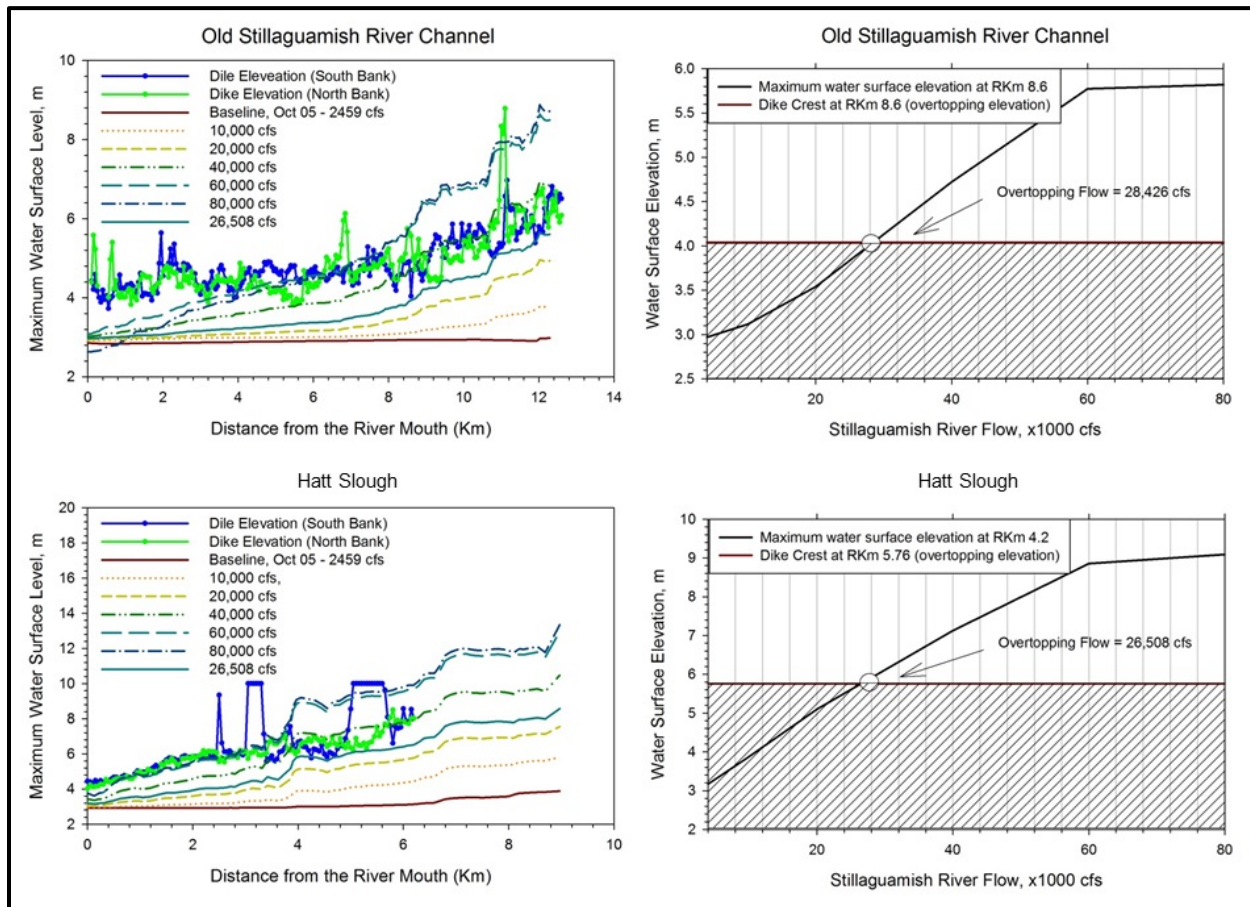 Old Stillaguamish River Channel
Maximum Water Surface Level, m
10
8
6
4
2
Dile Eleveation (South Bank)
Dike Elevation (North Bank)
Baseline, Oct 05 - 2459 cfs
10,000 cfs
20,000 cfs
40,000 cfs
60,000 cfs
80,000 cfs
26,508 cfs
0 2 4 6 8 10 12 14
Distance from the River Mouth (Km)
Old Stillaguamish River Channel
Water Surface Elevation, m
6.0
5.5
5.0
4.5
4.0
3.5
3.0
2.5
Maximum water surface elevation at RKm 8.6
Dike Crest at RKm 8.6 (overtopping elevation)
Overtopping Flow = 28,426 cfs
20 40 60 80
Stillaguamish River Flow, x1000 cfs
Hatt Slough
Maximum Water Surface Level, m
20
18
16
14
12
10
8
6
4
2
Dile Elevation (South Bank)
Dike Elevation (North Bank)
Baseline, Oct 05 - 2459 cfs
10,000 cfs,
20,000 cfs
40,000 cfs
60,000 cfs
80,000 cfs
26,508 cfs
0 2 4 6 8 10
Distance from the River Mouth (Km)
Hatt Slough
Water Surface Elevation, m
10
9
8
7
6
5
4
3
2
Maximum water surface elevation at RKm 4.2
Dike Crest at RKm 5.76 (overtopping elevation)
Overtopping Flow = 26,508 cfs
20 40 60 80
Stillaguamish River Flow, x1000 cfs